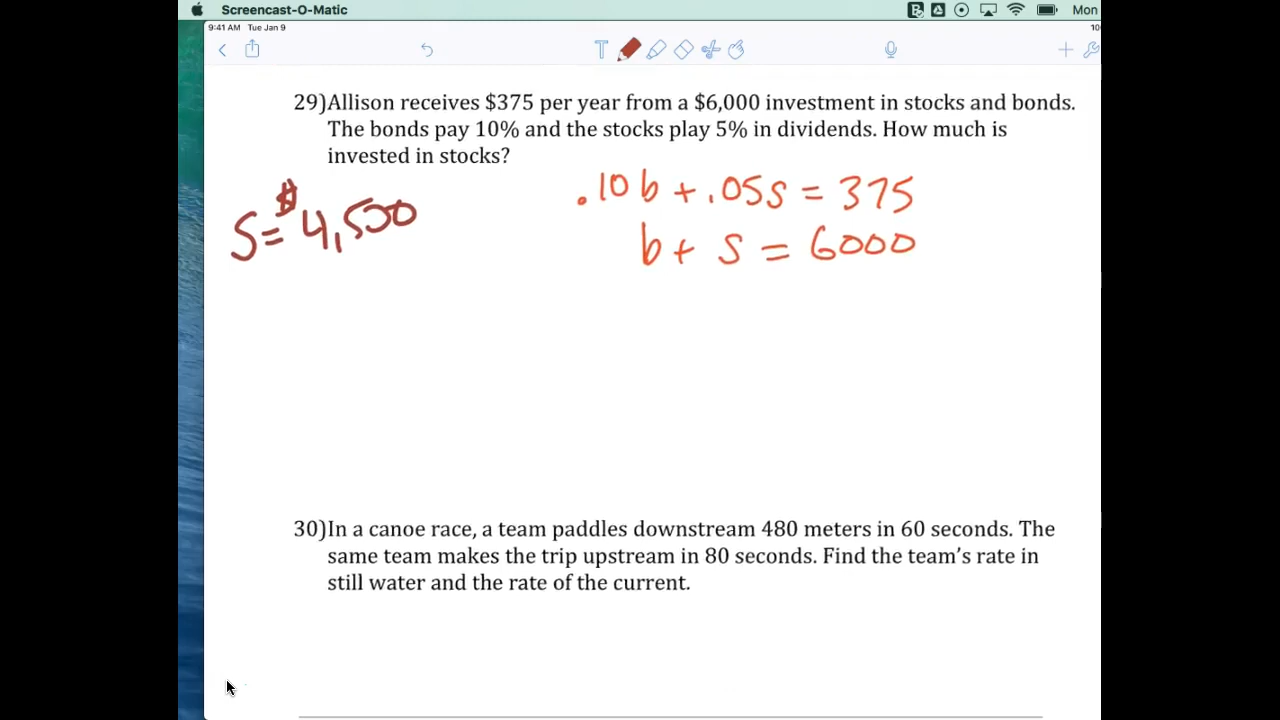 Screencast-O-Matic
Mon
9:41 AM Tue Jan 9
10
T
29)Allison receives $375 per year from a $6,000 investment in stocks and bonds.
The bonds pay 10% and the stocks play 5% in dividends. How much is
invested in stocks?
.10b + .05s = 375
S= $4,500
b + s = 6000
30)In a canoe race, a team paddles downstream 480 meters in 60 seconds. The
same team makes the trip upstream in 80 seconds. Find the team’s rate in
still water and the rate of the current.